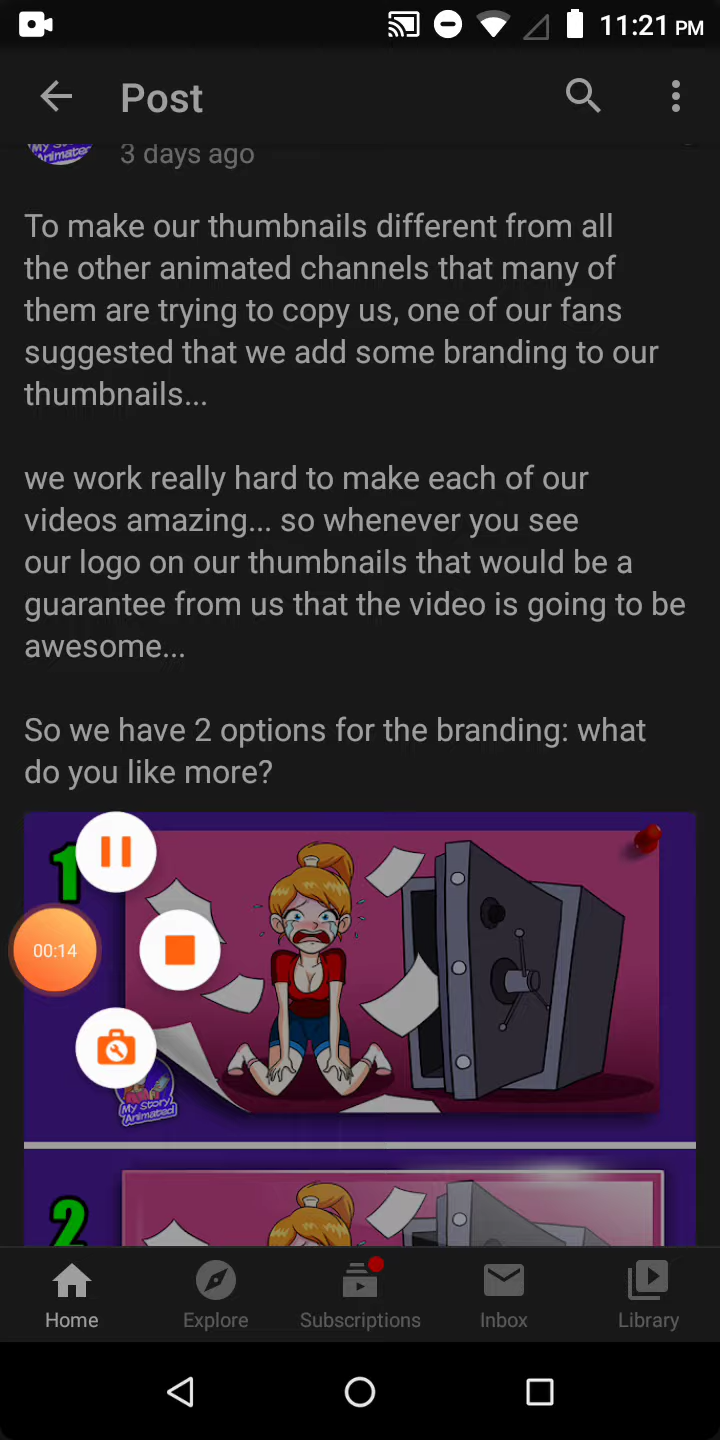 11:21 PM
Post
My Story
Animated
3 days ago
To make our thumbnails different from all
the other animated channels that many of
them are trying to copy us, one of our fans
suggested that we add some branding to our
thumbnails...
we work really hard to make each of our
videos amazing... so whenever you see
our logo on our thumbnails that would be a
guarantee from us that the video is going to be
awesome...
So we have 2 options for the branding: what
do you like more?
1
00:14
My Story
Animated
2
Home
Explore
Subscriptions
Inbox
Library